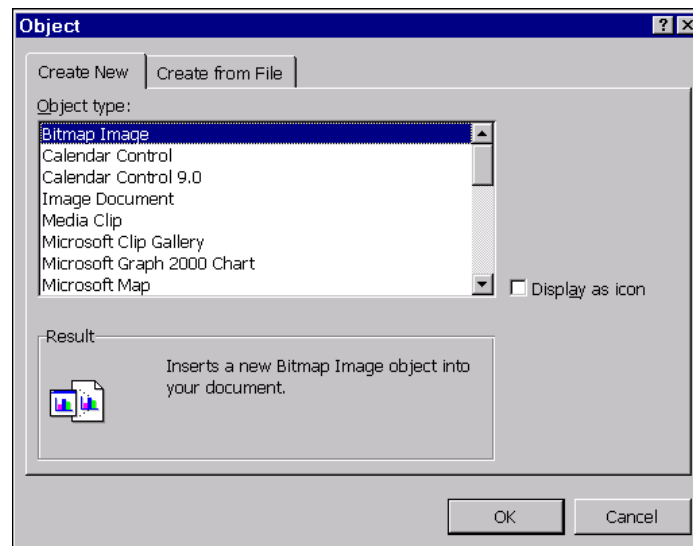 Object
Create New
Create from File
Object type:
Bitmap Image
Calendar Control
Calendar Control 9.0
Image Document
Media Clip
Microsoft Clip Gallery
Microsoft Graph 2000 Chart
Microsoft Map
Display as icon
Result
Inserts a new Bitmap Image object into
your document.
OK
Cancel